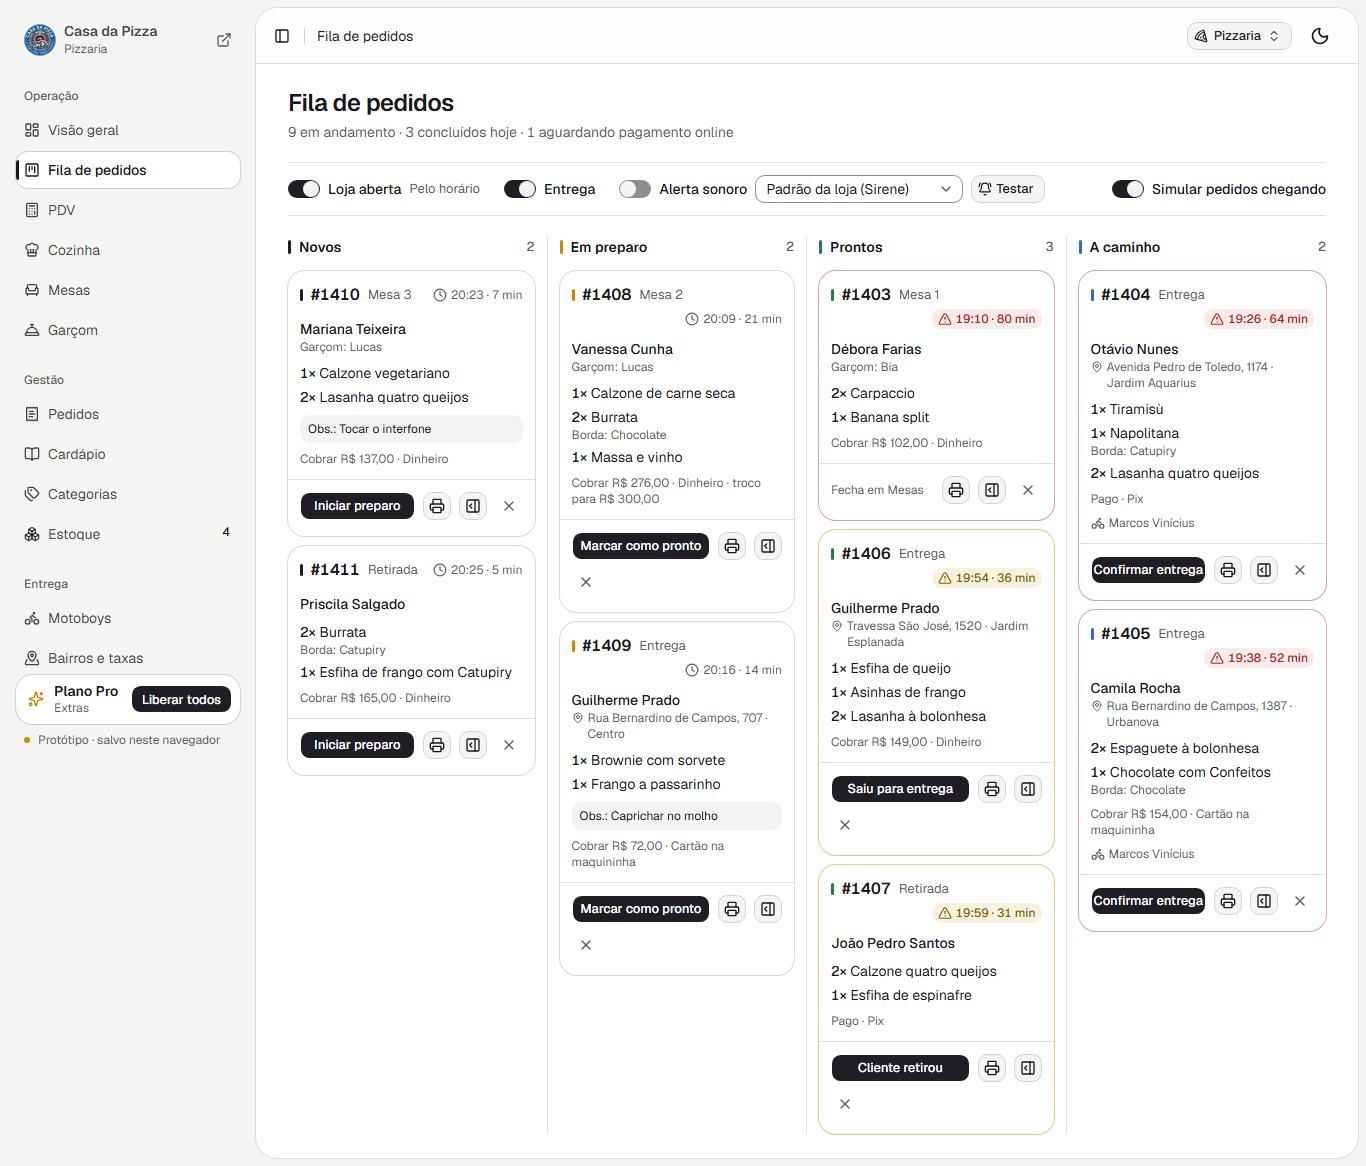 Casa da Pizza
Pizzaria
Operação
Visão geral
Fila de pedidos
PDV
Cozinha
Mesas
Garçom
Gestão
Pedidos
Cardápio
Categorias
Estoque 4
Entrega
Motoboys
Bairros e taxas
Plano Pro
Extras
Liberar todos
Protótipo · salvo neste navegador
Fila de pedidos
Pizzaria
Fila de pedidos
9 em andamento · 3 concluídos hoje · 1 aguardando pagamento online
Loja aberta Pelo horário Entrega Alerta sonoro Padrão da loja (Sirene) Testar Simular pedidos chegando
Novos 2
#1410 Mesa 3 20:23 · 7 min
Mariana Teixeira
Garçom: Lucas
1× Calzone vegetariano
2× Lasanha quatro queijos
Obs.: Tocar o interfone
Cobrar R$ 137,00 · Dinheiro
Iniciar preparo
#1411 Retirada 20:25 · 5 min
Priscila Salgado
2× Burrata
Borda: Catupiry
1× Esfiha de frango com Catupiry
Cobrar R$ 165,00 · Dinheiro
Iniciar preparo
Em preparo 2
#1408 Mesa 2
20:09 · 21 min
Vanessa Cunha
Garçom: Lucas
1× Calzone de carne seca
2× Burrata
Borda: Chocolate
1× Massa e vinho
Cobrar R$ 276,00 · Dinheiro · troco
para R$ 300,00
Marcar como pronto
#1409 Entrega
20:16 · 14 min
Guilherme Prado
Rua Bernardino de Campos, 707 ·
Centro
1× Brownie com sorvete
1× Frango a passarinho
Obs.: Caprichar no molho
Cobrar R$ 72,00 · Cartão na
maquininha
Marcar como pronto
Prontos 3
#1403 Mesa 1
19:10 · 80 min
Débora Farias
Garçom: Bia
2× Carpaccio
1× Banana split
Cobrar R$ 102,00 · Dinheiro
Fecha em Mesas
#1406 Entrega
19:54 · 36 min
Guilherme Prado
Travessa São José, 1520 · Jardim
Esplanada
1× Esfiha de queijo
1× Asinhas de frango
2× Lasanha à bolonhesa
Cobrar R$ 149,00 · Dinheiro
Saiu para entrega
#1407 Retirada
19:59 · 31 min
João Pedro Santos
2× Calzone quatro queijos
1× Esfiha de espinafre
Pago · Pix
Cliente retirou
A caminho 2
#1404 Entrega
19:26 · 64 min
Otávio Nunes
Avenida Pedro de Toledo, 1174 ·
Jardim Aquarius
1× Tiramisù
1× Napolitana
Borda: Catupiry
2× Lasanha quatro queijos
Pago · Pix
Marcos Vinícius
Confirmar entrega
#1405 Entrega
19:38 · 52 min
Camila Rocha
Rua Bernardino de Campos, 1387 ·
Urbanova
2× Espaguete à bolonhesa
1× Chocolate com Confeitos
Borda: Chocolate
Cobrar R$ 154,00 · Cartão na
maquininha
Marcos Vinícius
Confirmar entrega